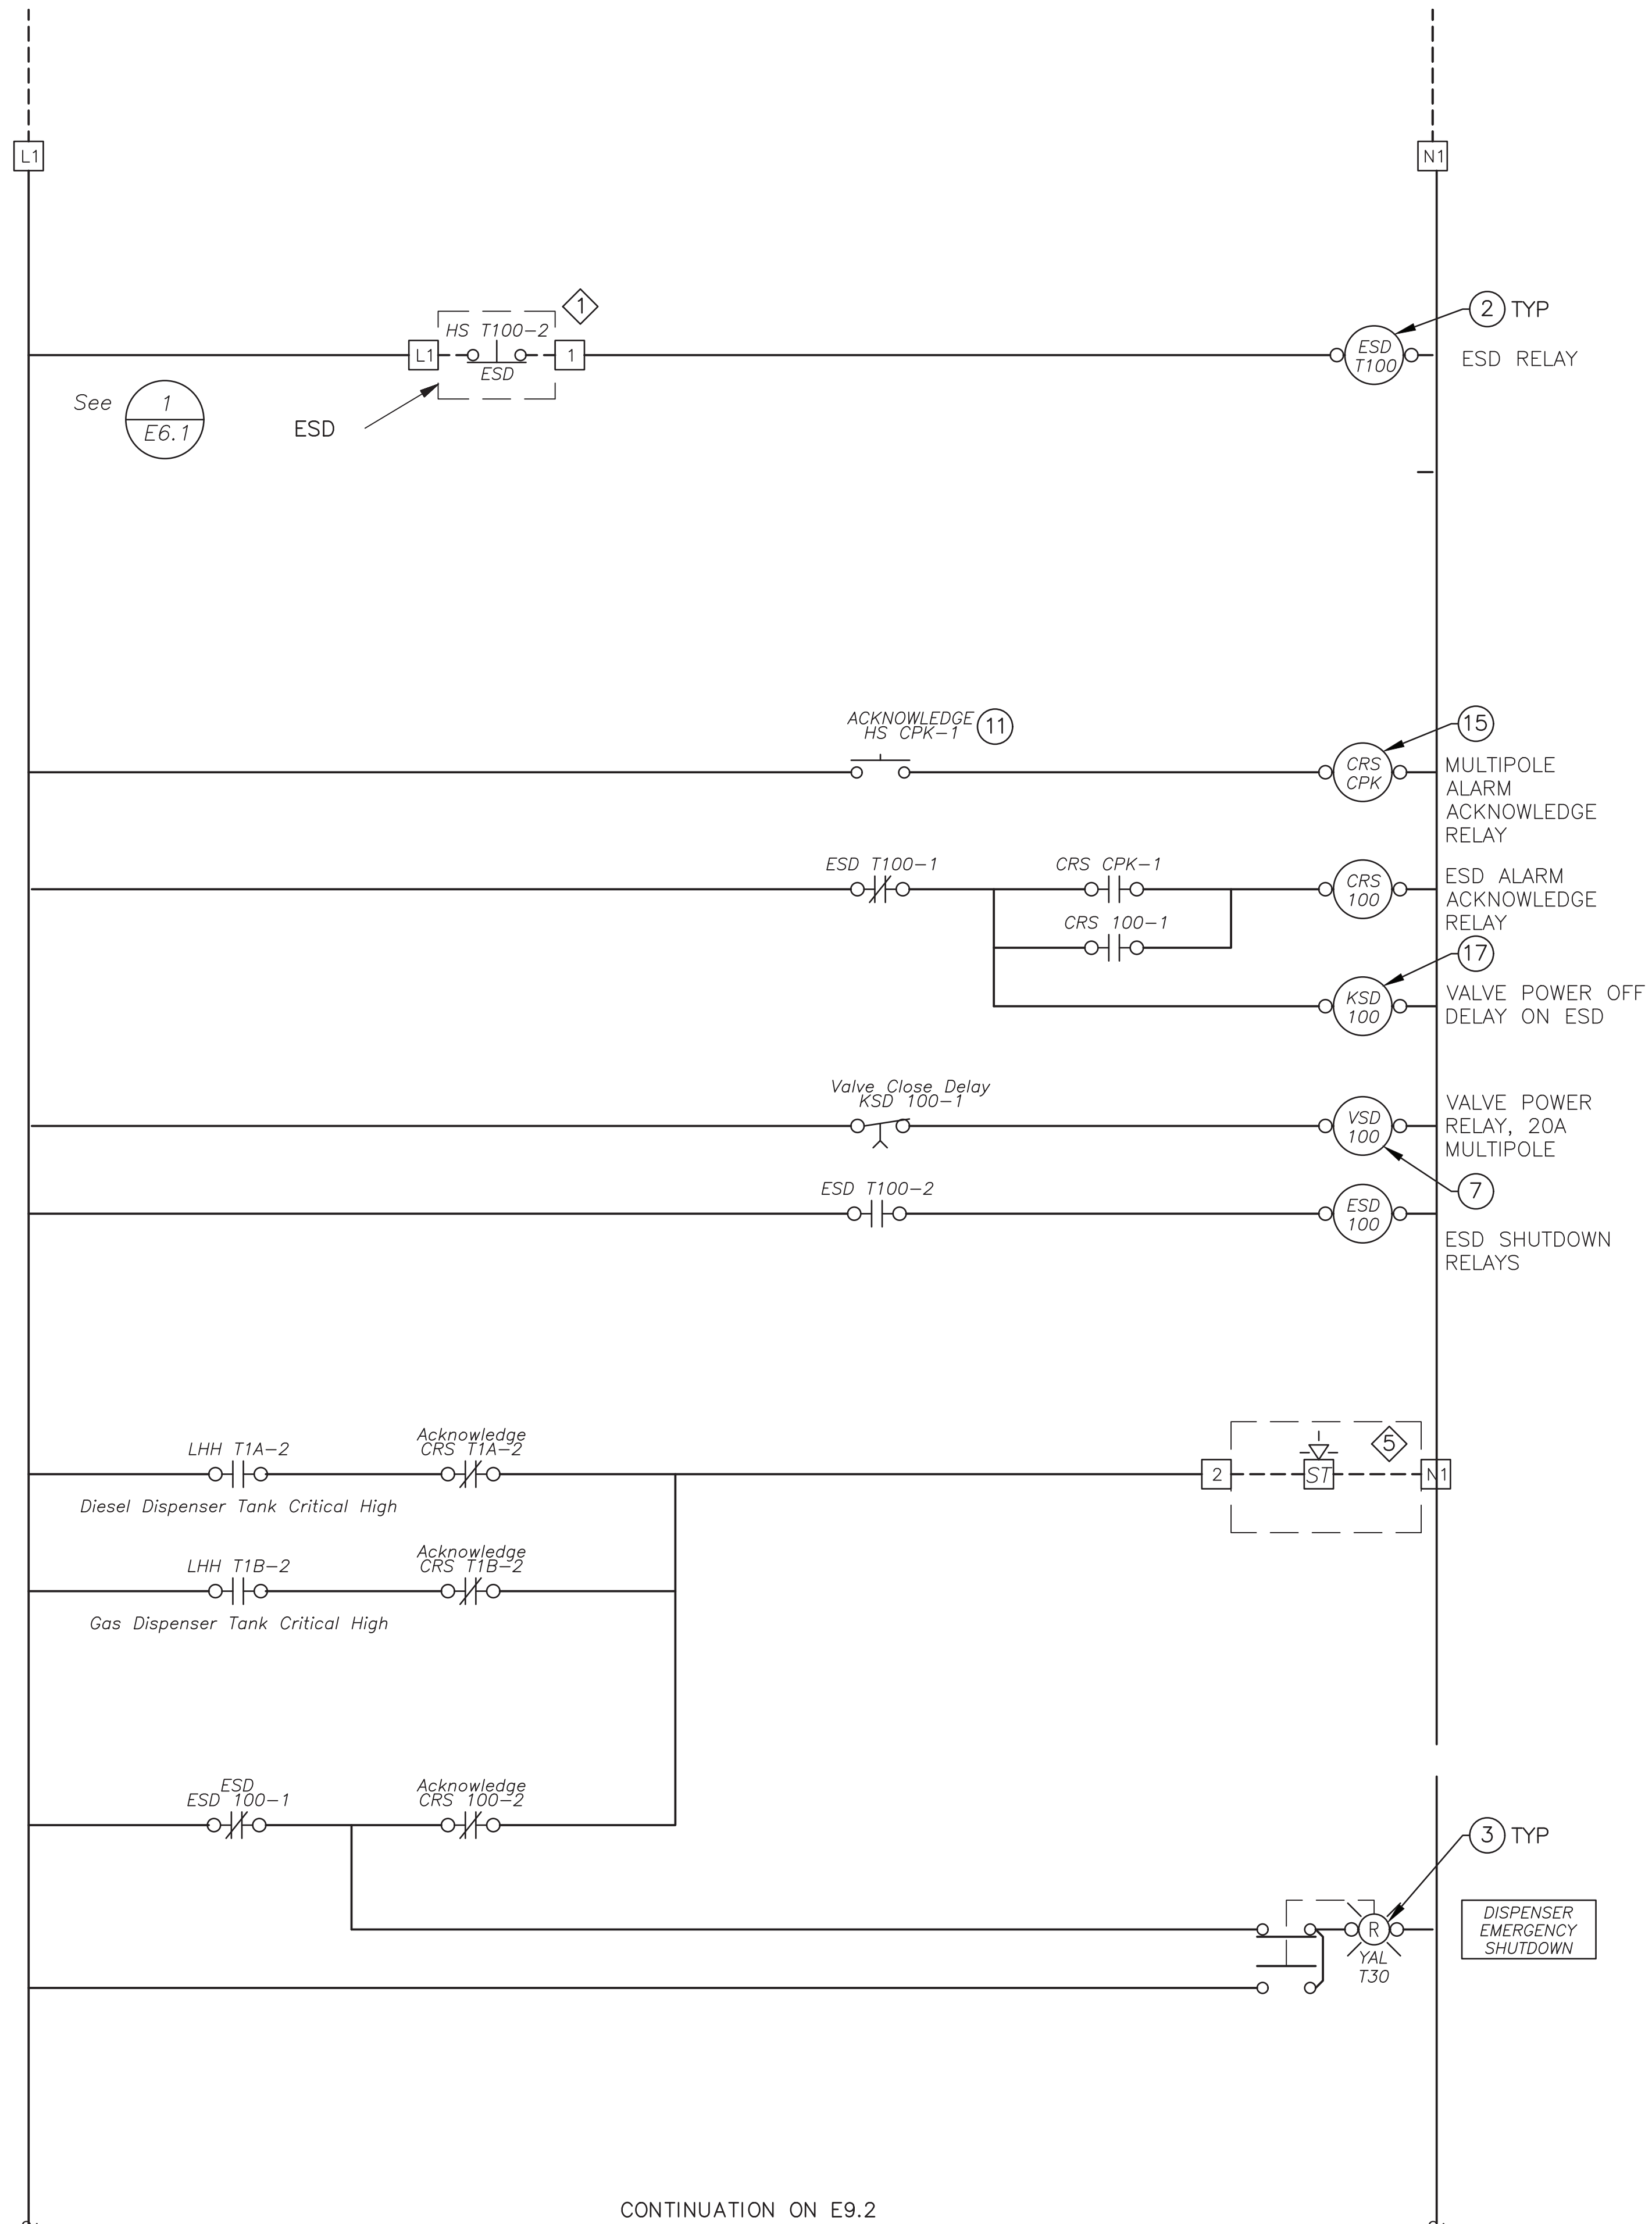 L1
N1
1
HS T100-2
L1
1
ESD
2 TYP
ESD
T100
ESD RELAY
See
1
E6.1
ESD
ACKNOWLEDGE
HS CPK-1
11
15
CRS
CPK
MULTIPOLE
ALARM
ACKNOWLEDGE
RELAY
ESD T100-1
CRS CPK-1
CRS
100
ESD ALARM
ACKNOWLEDGE
RELAY
CRS 100-1
17
KSD
100
VALVE POWER OFF
DELAY ON ESD
Valve Close Delay
KSD 100-1
VSD
100
VALVE POWER
RELAY, 20A
MULTIPOLE
7
ESD T100-2
ESD
100
ESD SHUTDOWN
RELAYS
LHH T1A-2
Acknowledge
CRS T1A-2
5
2
ST
N1
Diesel Dispenser Tank Critical High
LHH T1B-2
Acknowledge
CRS T1B-2
Gas Dispenser Tank Critical High
ESD
ESD 100-1
Acknowledge
CRS 100-2
3 TYP
R
YAL
T30
DISPENSER
EMERGENCY
SHUTDOWN
CONTINUATION ON E9.2